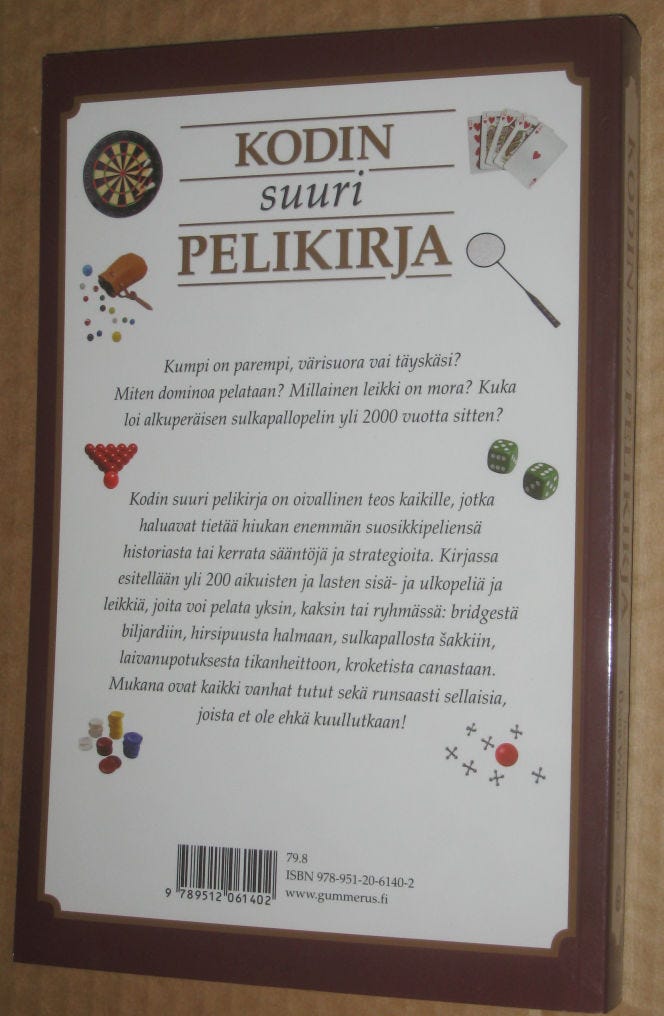 KODIN
suuri
PELIKIRJA
Kumpi on parempi, värisuora vai täyskäsi?
Miten dominoa pelataan? Millainen leikki on mora? Kuka
loi alkuperäisen sulkapallopelin yli 2000 vuotta sitten?
Kodin suuri pelikirja on oivallinen teos kaikille, jotka
haluavat tietää hiukan enemmän suosikkipeliensä
historiasta tai kerrata sääntöjä ja strategioita. Kirjassa
esitellään yli 200 aikuisten ja lasten sisä- ja ulkopeliä ja
leikkiä, joita voi pelata yksin, kaksin tai ryhmässä: bridgestä
biljardiin, hirsipuusta halmaan, sulkapallosta šakkiin,
laivanupotuksesta tikanheittoon, kroketista canastaan.
Mukana ovat kaikki vanhat tutut sekä runsaasti sellaisia,
joista et ole ehkä kuullutkaan!
79.8
ISBN 978-951-20-6140-2
www.gummerus.fi
9 789512 061402
KODIN suuri PELIKIRJA